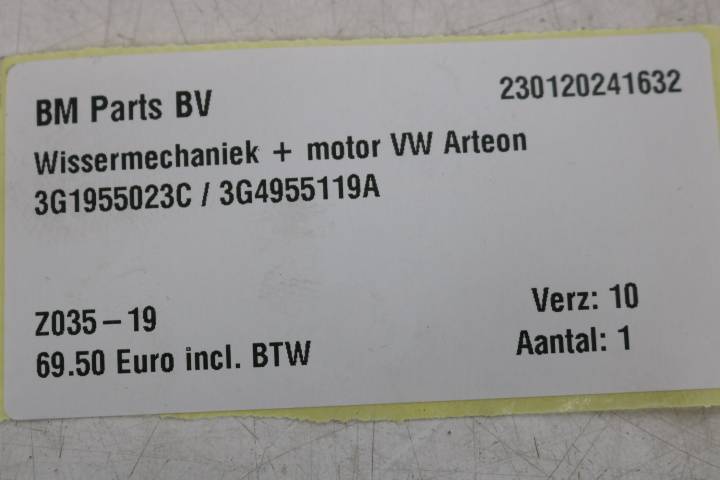 BM Parts BV
230120241632
Wissermechaniek + motor VW Arteon
3G1955023C / 3G4955119A
Z035-19
Verz: 10
69.50 Euro incl. BTW
Aantal: 1